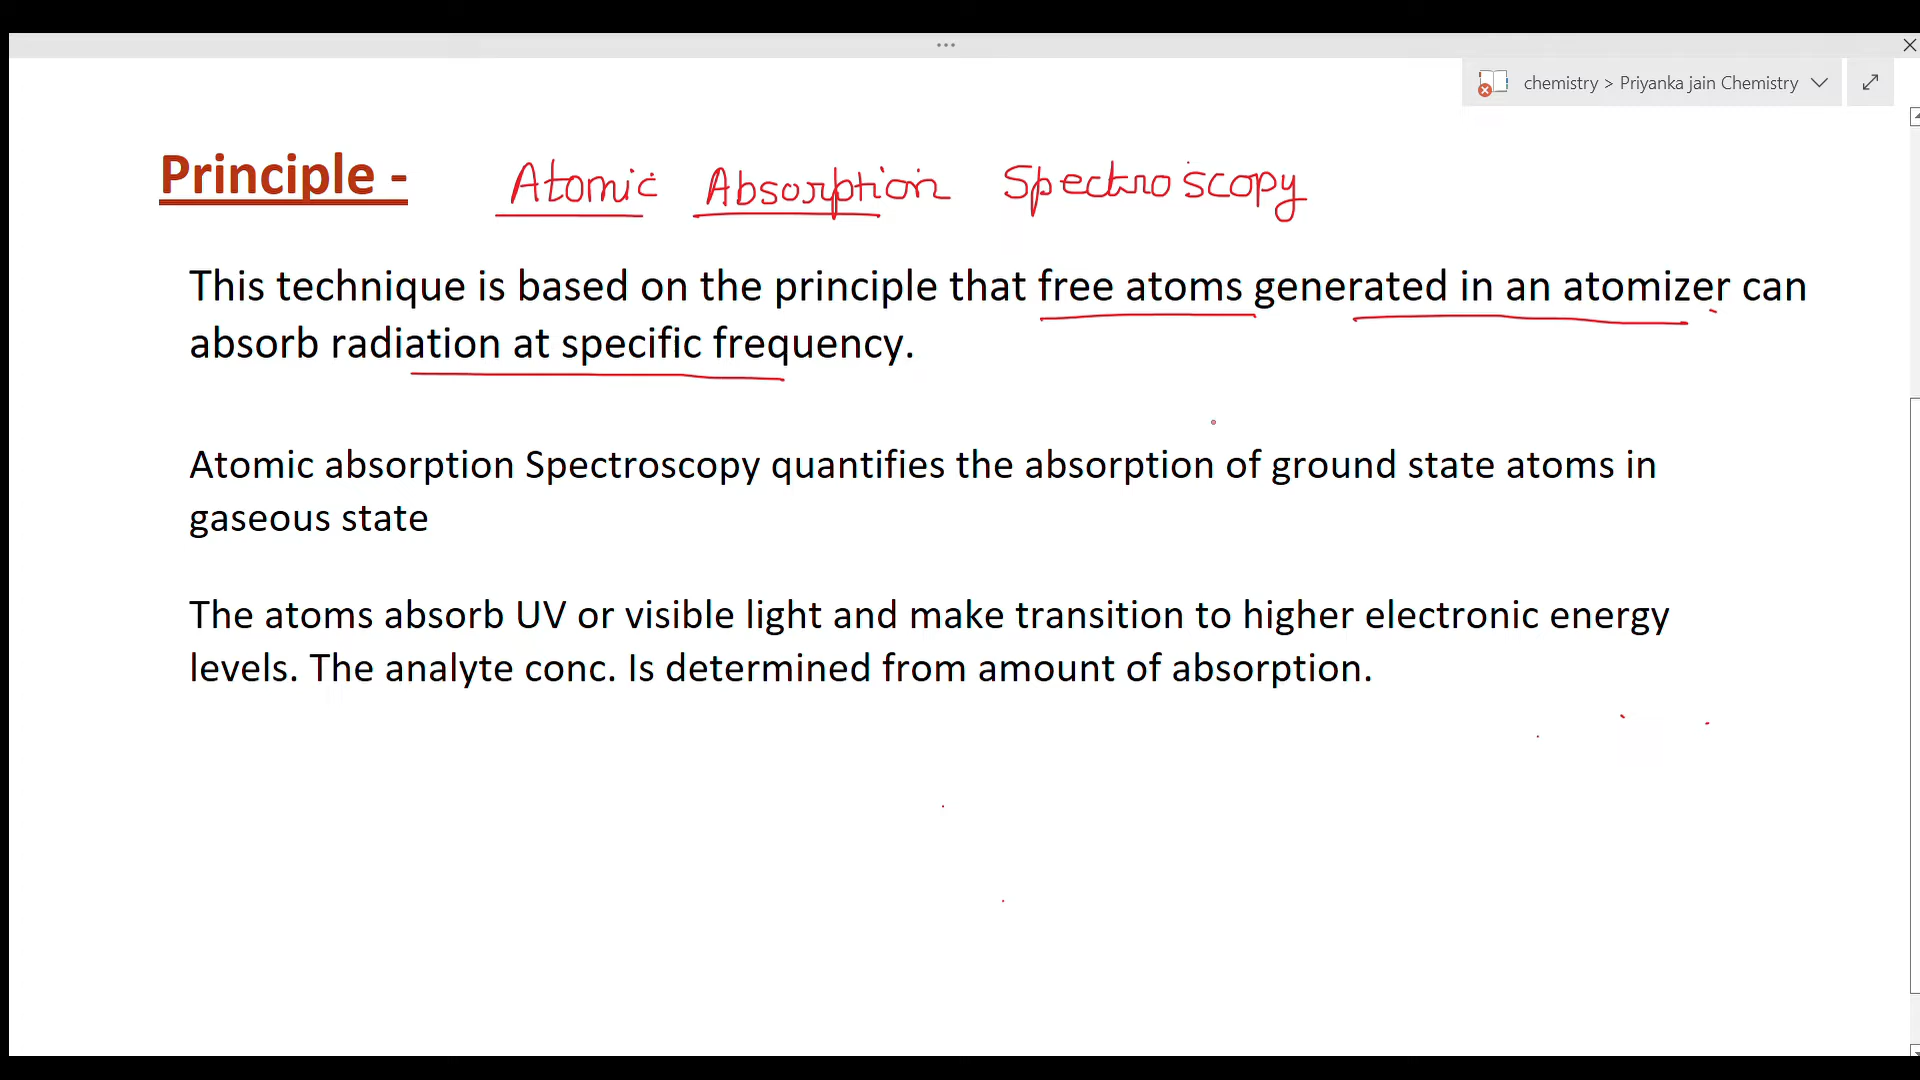 ...
chemistry > Priyanka jain Chemistry
Principle - Atomic Absorption Spectroscopy
This technique is based on the principle that free atoms generated in an atomizer can
absorb radiation at specific frequency.
Atomic absorption Spectroscopy quantifies the absorption of ground state atoms in
gaseous state
The atoms absorb UV or visible light and make transition to higher electronic energy
levels. The analyte conc. Is determined from amount of absorption.